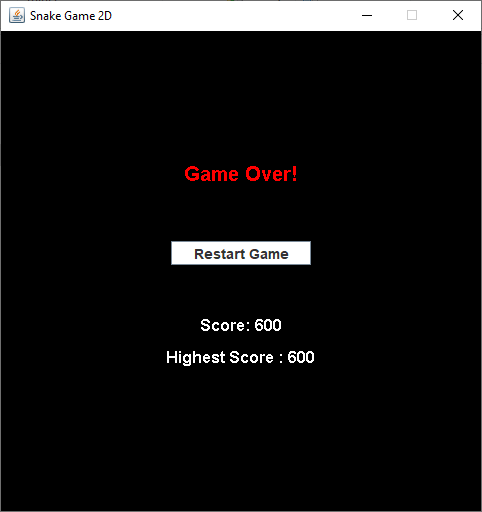 Snake Game 2D
Game Over!
Restart Game
Score: 600
Highest Score : 600